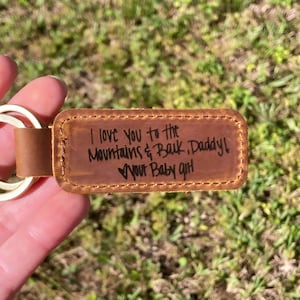 I love you to the
Mountains & Back, Daddy!
♥your Baby girl